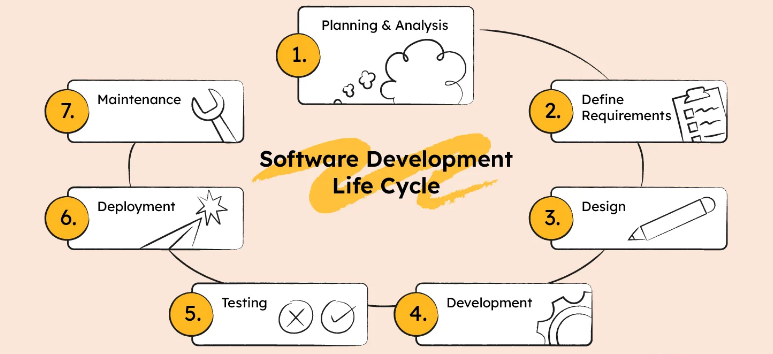 Software Development
Life Cycle
1.
Planning & Analysis
2.
Define
Requirements
3.
Design
4.
Development
5.
Testing
6.
Deployment
7.
Maintenance